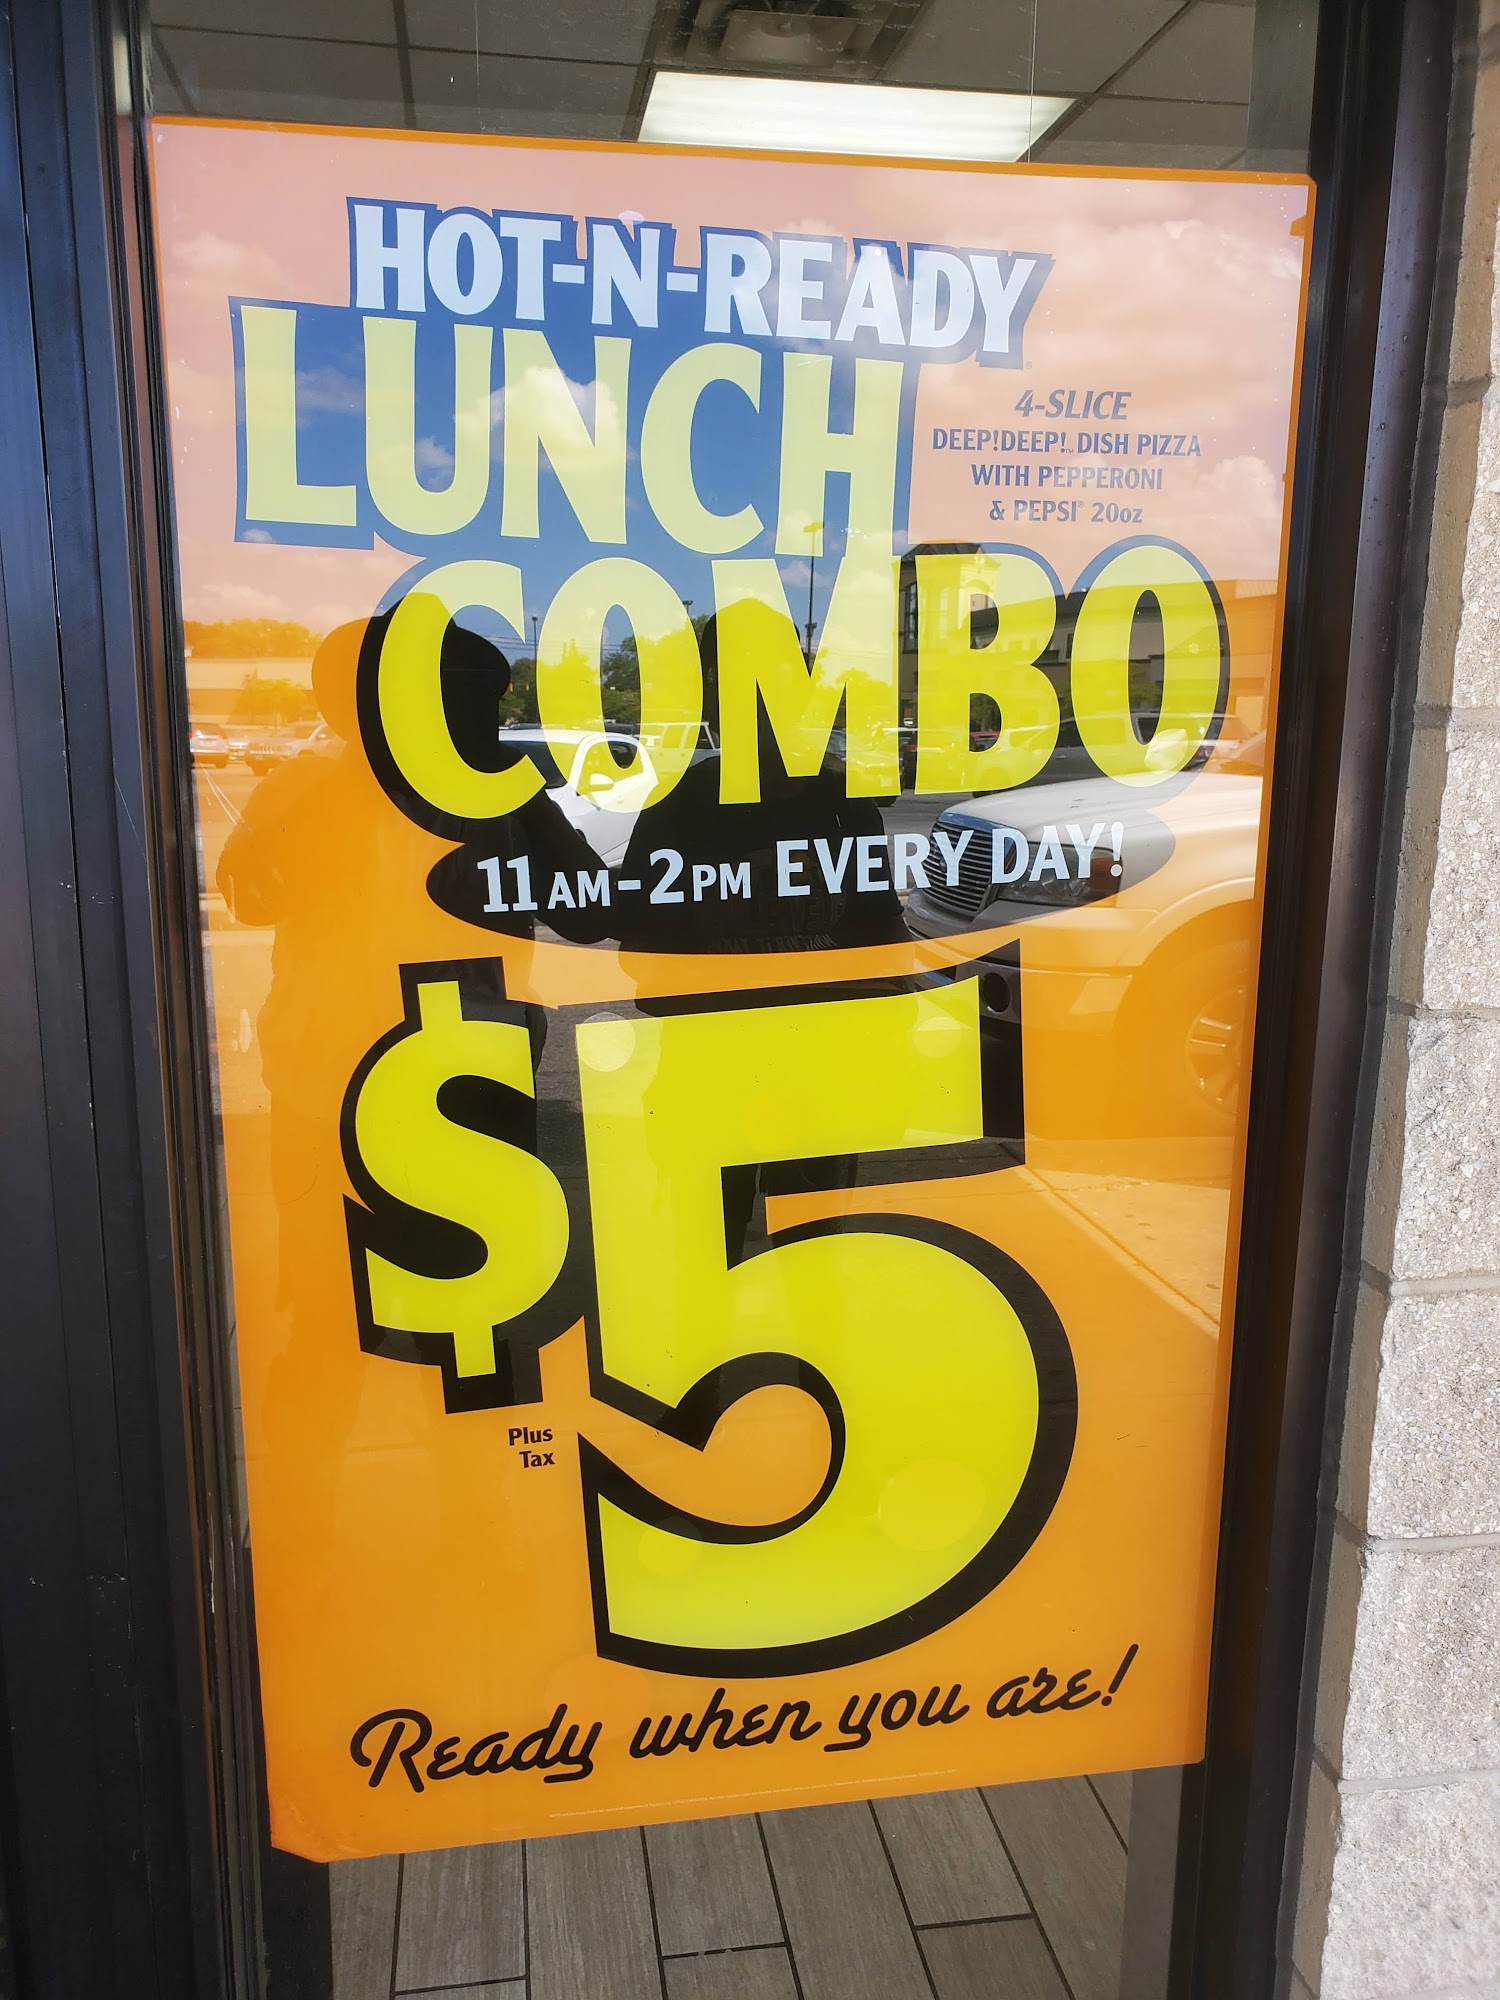 HOT-N-READY®
LUNCH
4-SLICE
DEEP!DEEP!™ DISH PIZZA
WITH PEPPERONI
& PEPSI® 20oz
COMBO
11AM-2PM EVERY DAY!
$5
Plus
Tax
Ready when you are!